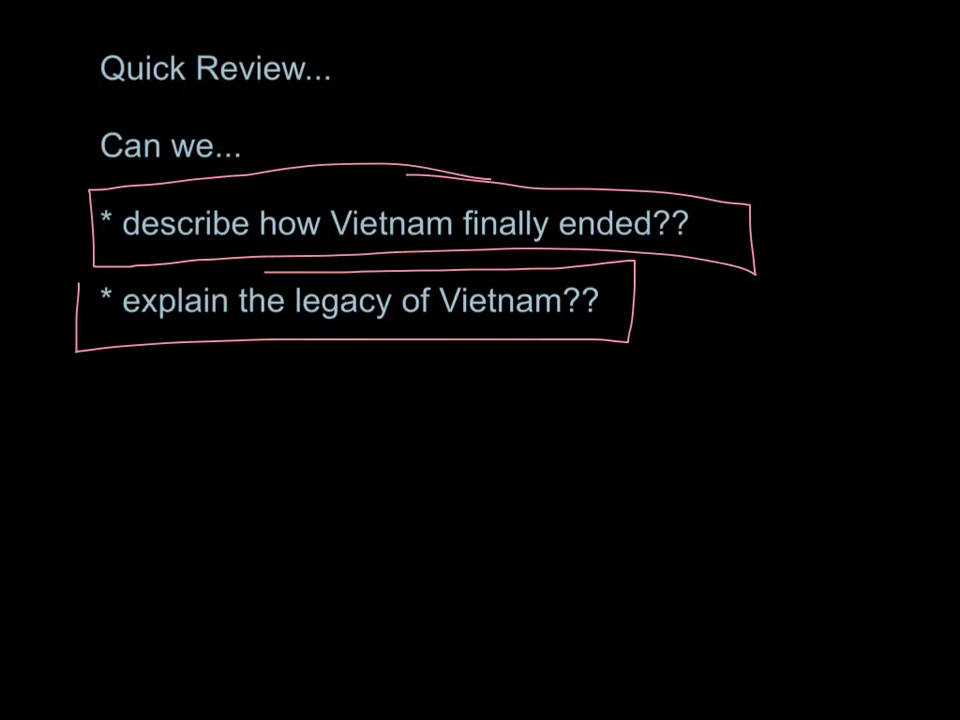 Quick Review...
Can we...
* describe how Vietnam finally ended??
* explain the legacy of Vietnam??